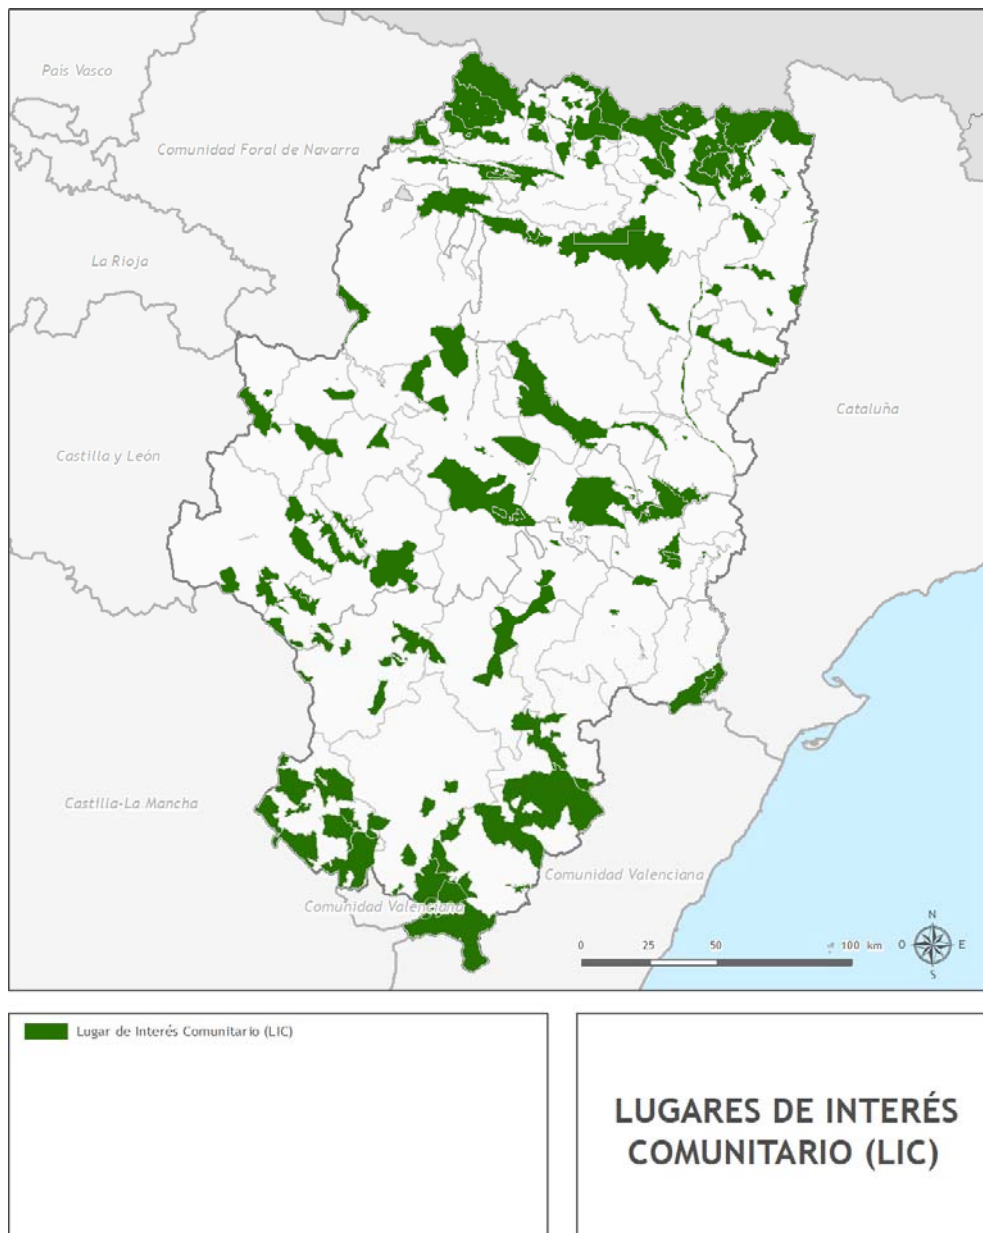 País Vasco
Comunidad Foral de Navarra
La Rioja
Cataluña
Castilla y León
Castilla-La Mancha
Comunidad Valenciana
Comunidad Valenciana
N
O E
S
0 25 50 100 km
Lugar de Interés Comunitario (LIC)
LUGARES DE INTERÉS
COMUNITARIO (LIC)